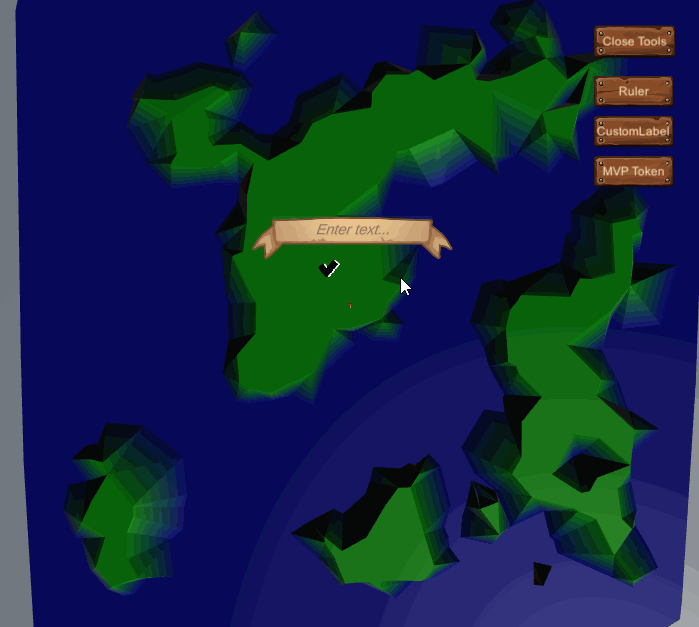 Close Tools
Ruler
CustomLabel
MVP Token
Enter text...